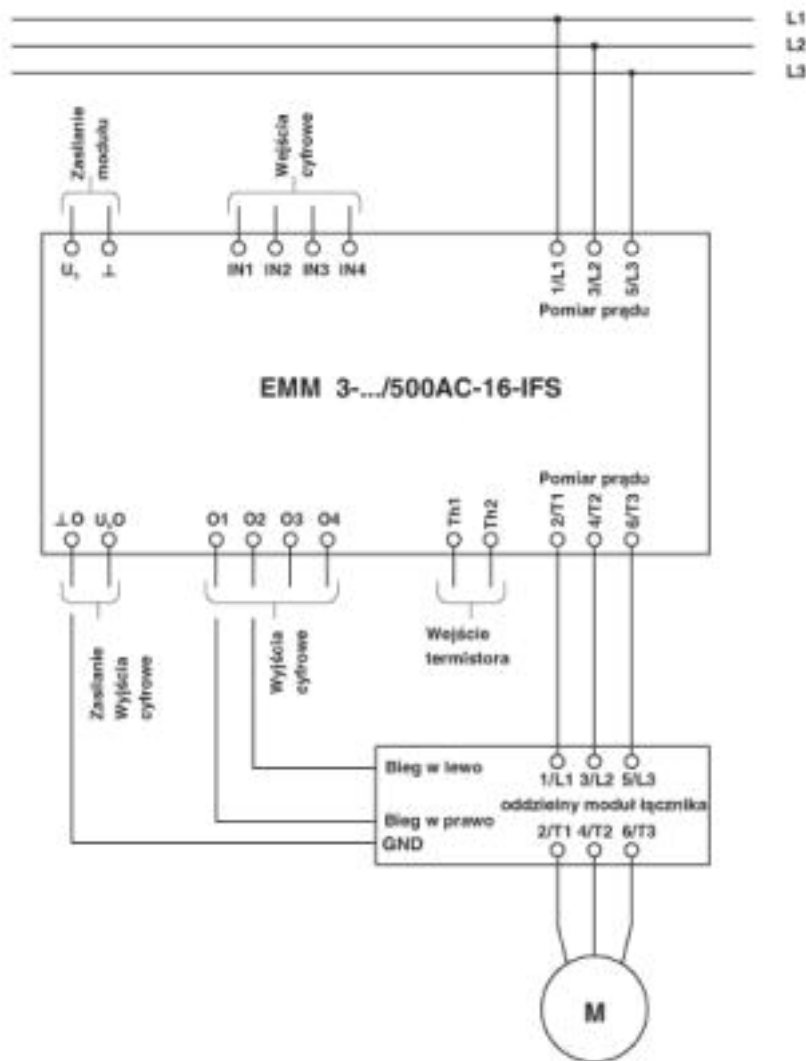 L1
L2
L3
Zasilanie
modułu
Wejścia
cyfrowe
Us
⊥
IN1 IN2 IN3 IN4
1/L1
3/L2
5/L3
Pomiar prądu
EMM 3-.../500AC-16-IFS
Pomiar prądu
⊥O
UsO
O1 O2 O3 O4
Th1
Th2
2/T1
4/T2
6/T3
Zasilanie
Wyjścia
cyfrowe
Wyjścia
cyfrowe
Wejście
termistora
Bieg w lewo
1/L1 3/L2 5/L3
oddzielny moduł łącznika
Bieg w prawo
2/T1 4/T2 6/T3
GND
M